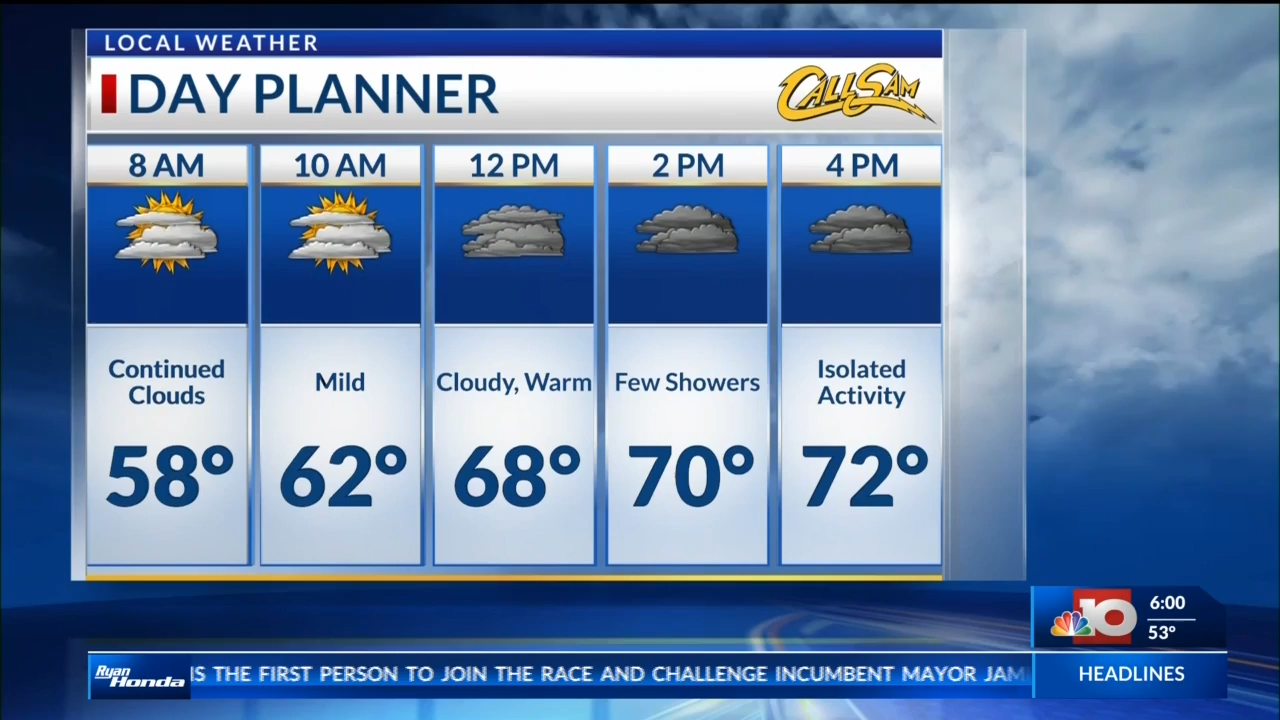 LOCAL WEATHER
DAY PLANNER
CALLSAM
8 AM
10 AM
12 PM
2 PM
4 PM
Continued
Clouds
Mild
Cloudy, Warm
Few Showers
Isolated
Activity
58°
62°
68°
70°
72°
10
6:00
53°
Ryan
Honda
IS THE FIRST PERSON TO JOIN THE RACE AND CHALLENGE INCUMBENT MAYOR
HEADLINES